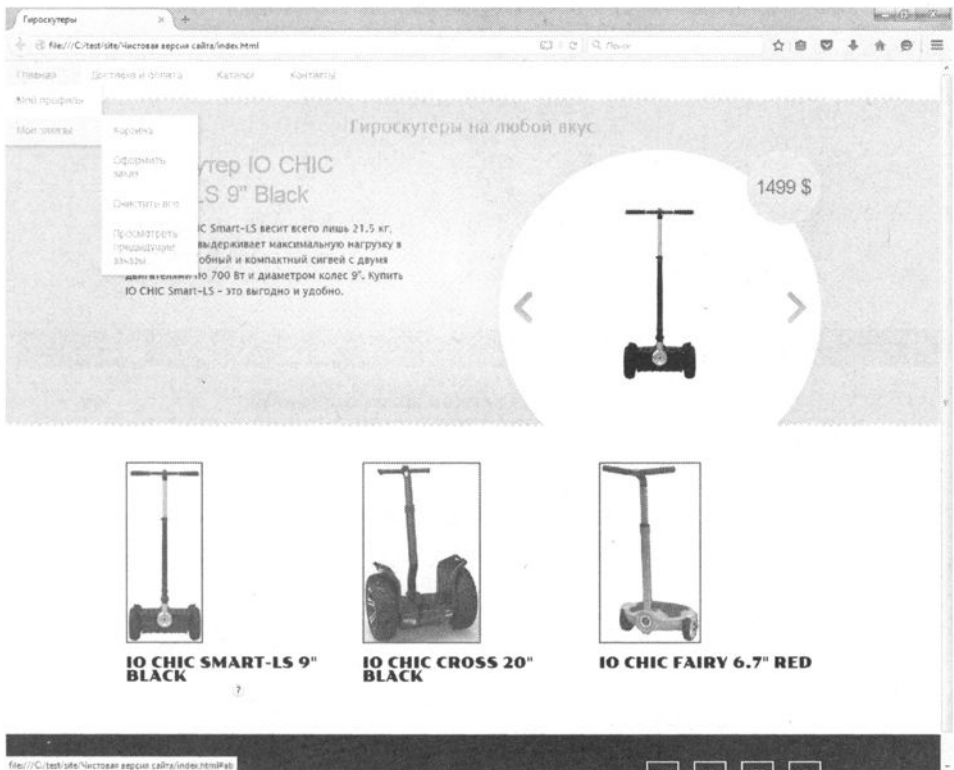 Гироскутеры
file:///C:/test/site/Чистовая версия сайта/index.html
Поиск
Главная Доставка и оплата Каталог Контакты
Мой профиль
Мои заказы
Корзина
Оформить
заказ
Очистить все
Просмотреть
предыдущие
заказы
Гироскутеры на любой вкус
утер IO CHIC
LS 9" Black
1499 $
IC Smart-LS весит всего лишь 21,5 кг,
выдерживает максимальную нагрузку в
обный и компактный сигвей с двумя
двигателями по 700 Вт и диаметром колес 9". Купить
IO CHIC Smart-LS – это выгодно и удобно.
IO CHIC SMART-LS 9"
BLACK
IO CHIC CROSS 20"
BLACK
IO CHIC FAIRY 6.7" RED
?
file:///C:/test/site/Чистовая версия сайта/index.html#ab